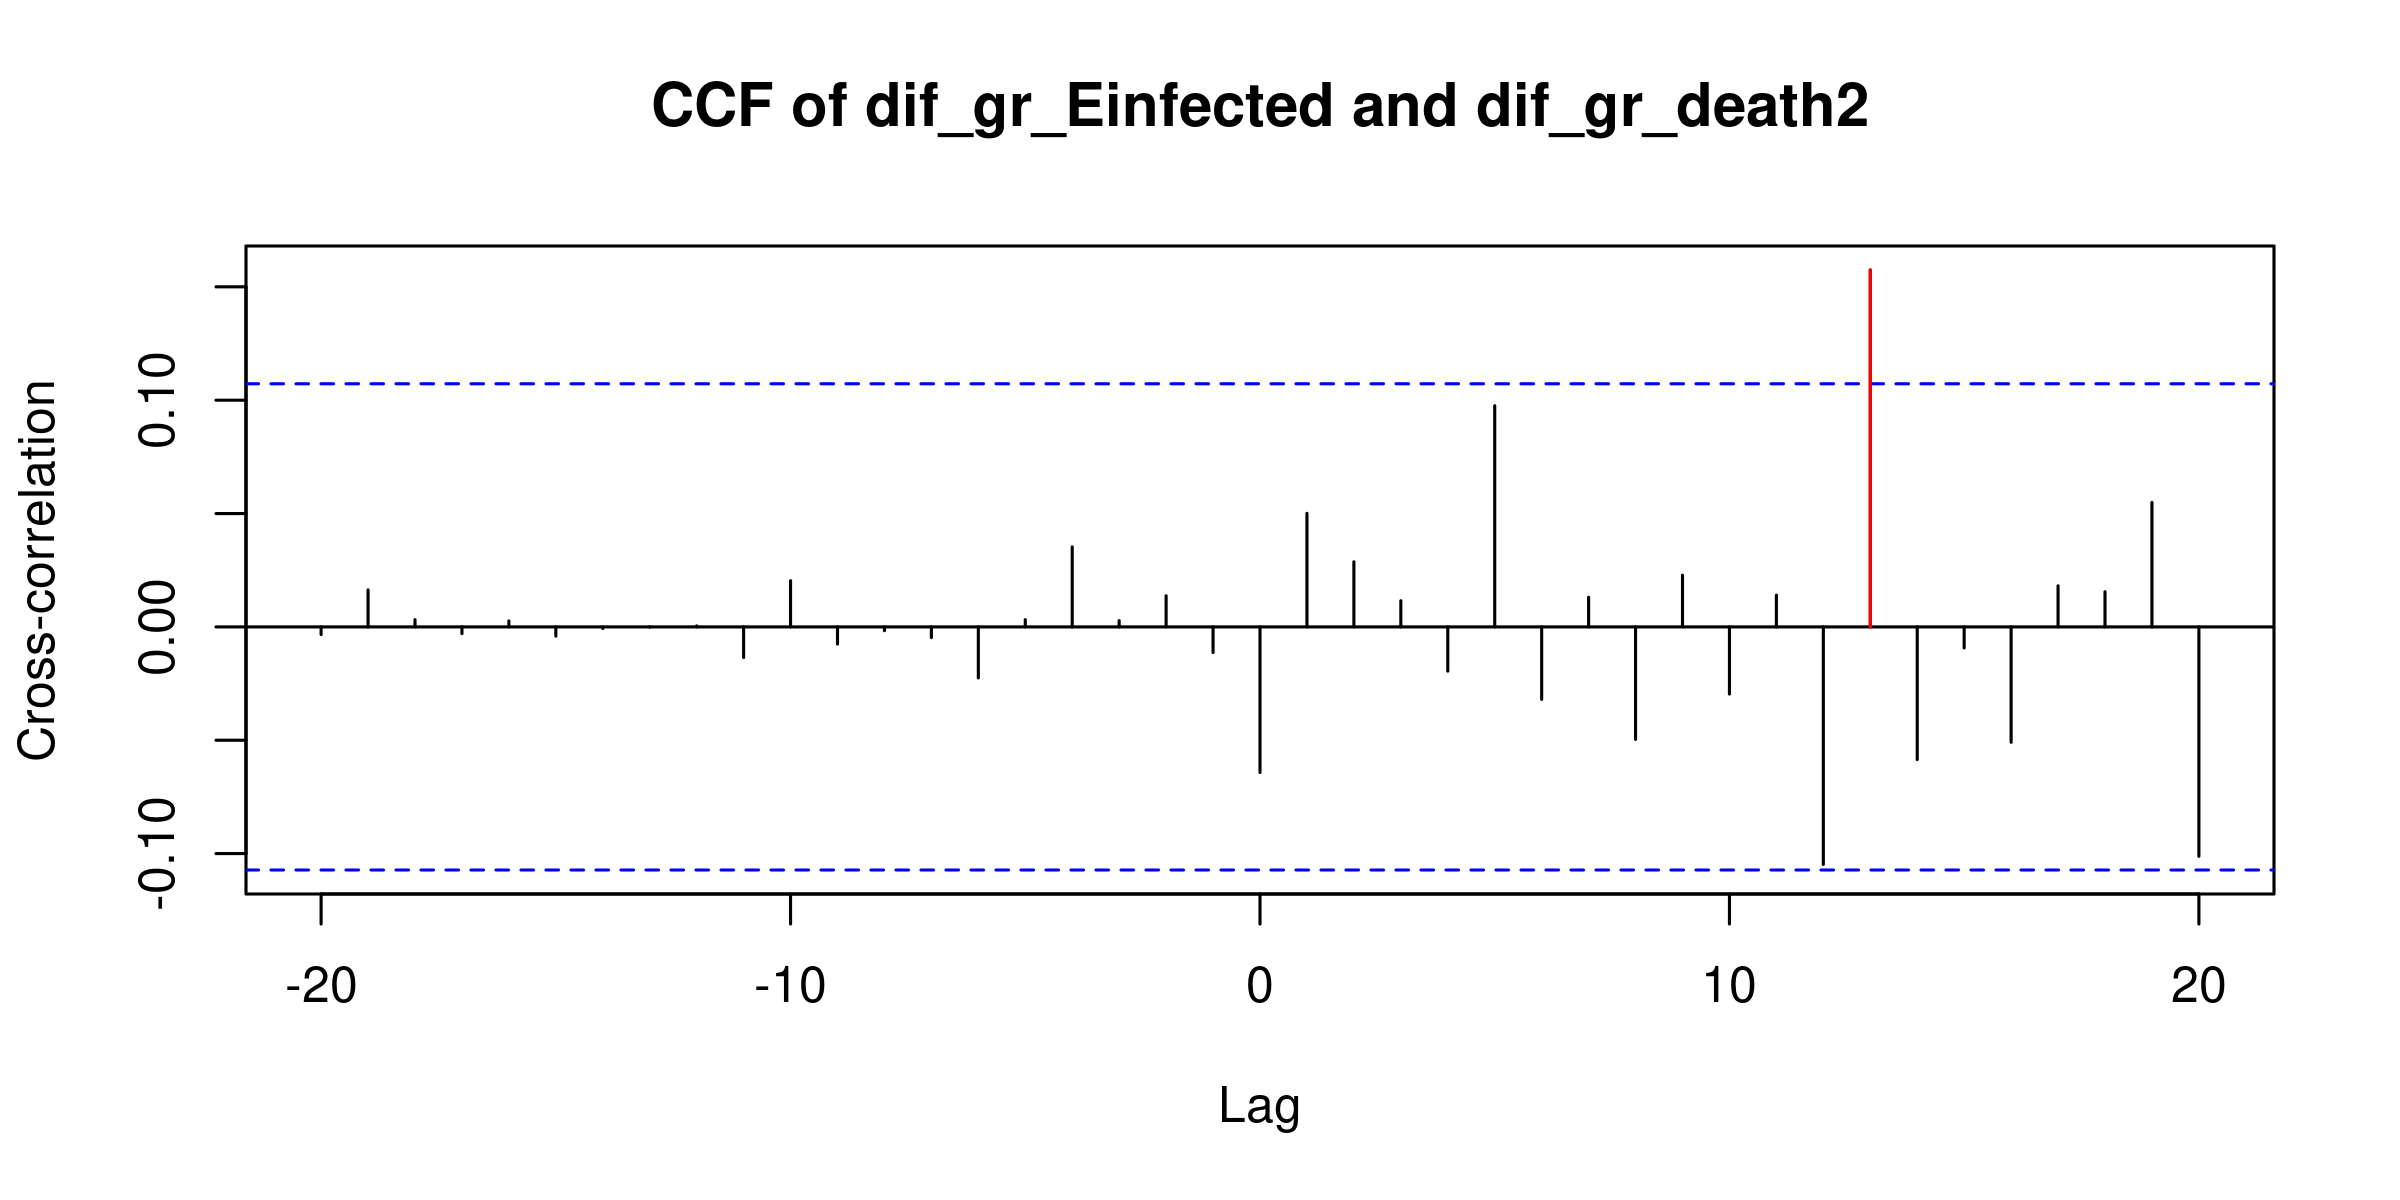 CCF of dif_gr_Einfected and dif_gr_death2
Cross-correlation
0.10
0.00
-0.10
-20 -10 0 10 20
Lag